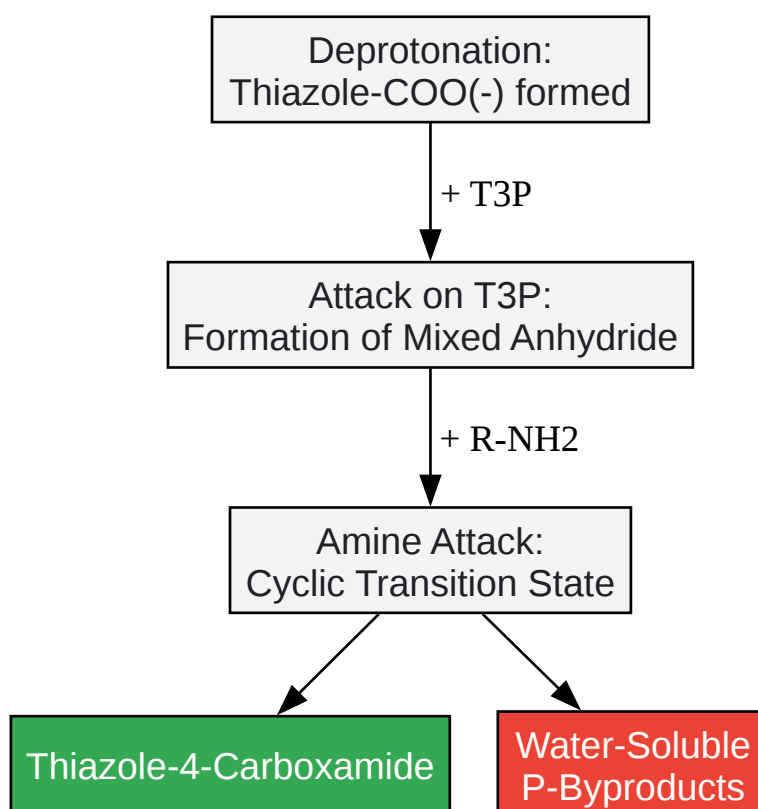 Deprotonation:
Thiazole-COO(-) formed
+ T3P
Attack on T3P:
Formation of Mixed Anhydride
+ R-NH2
Amine Attack:
Cyclic Transition State
Thiazole-4-Carboxamide
Water-Soluble
P-Byproducts